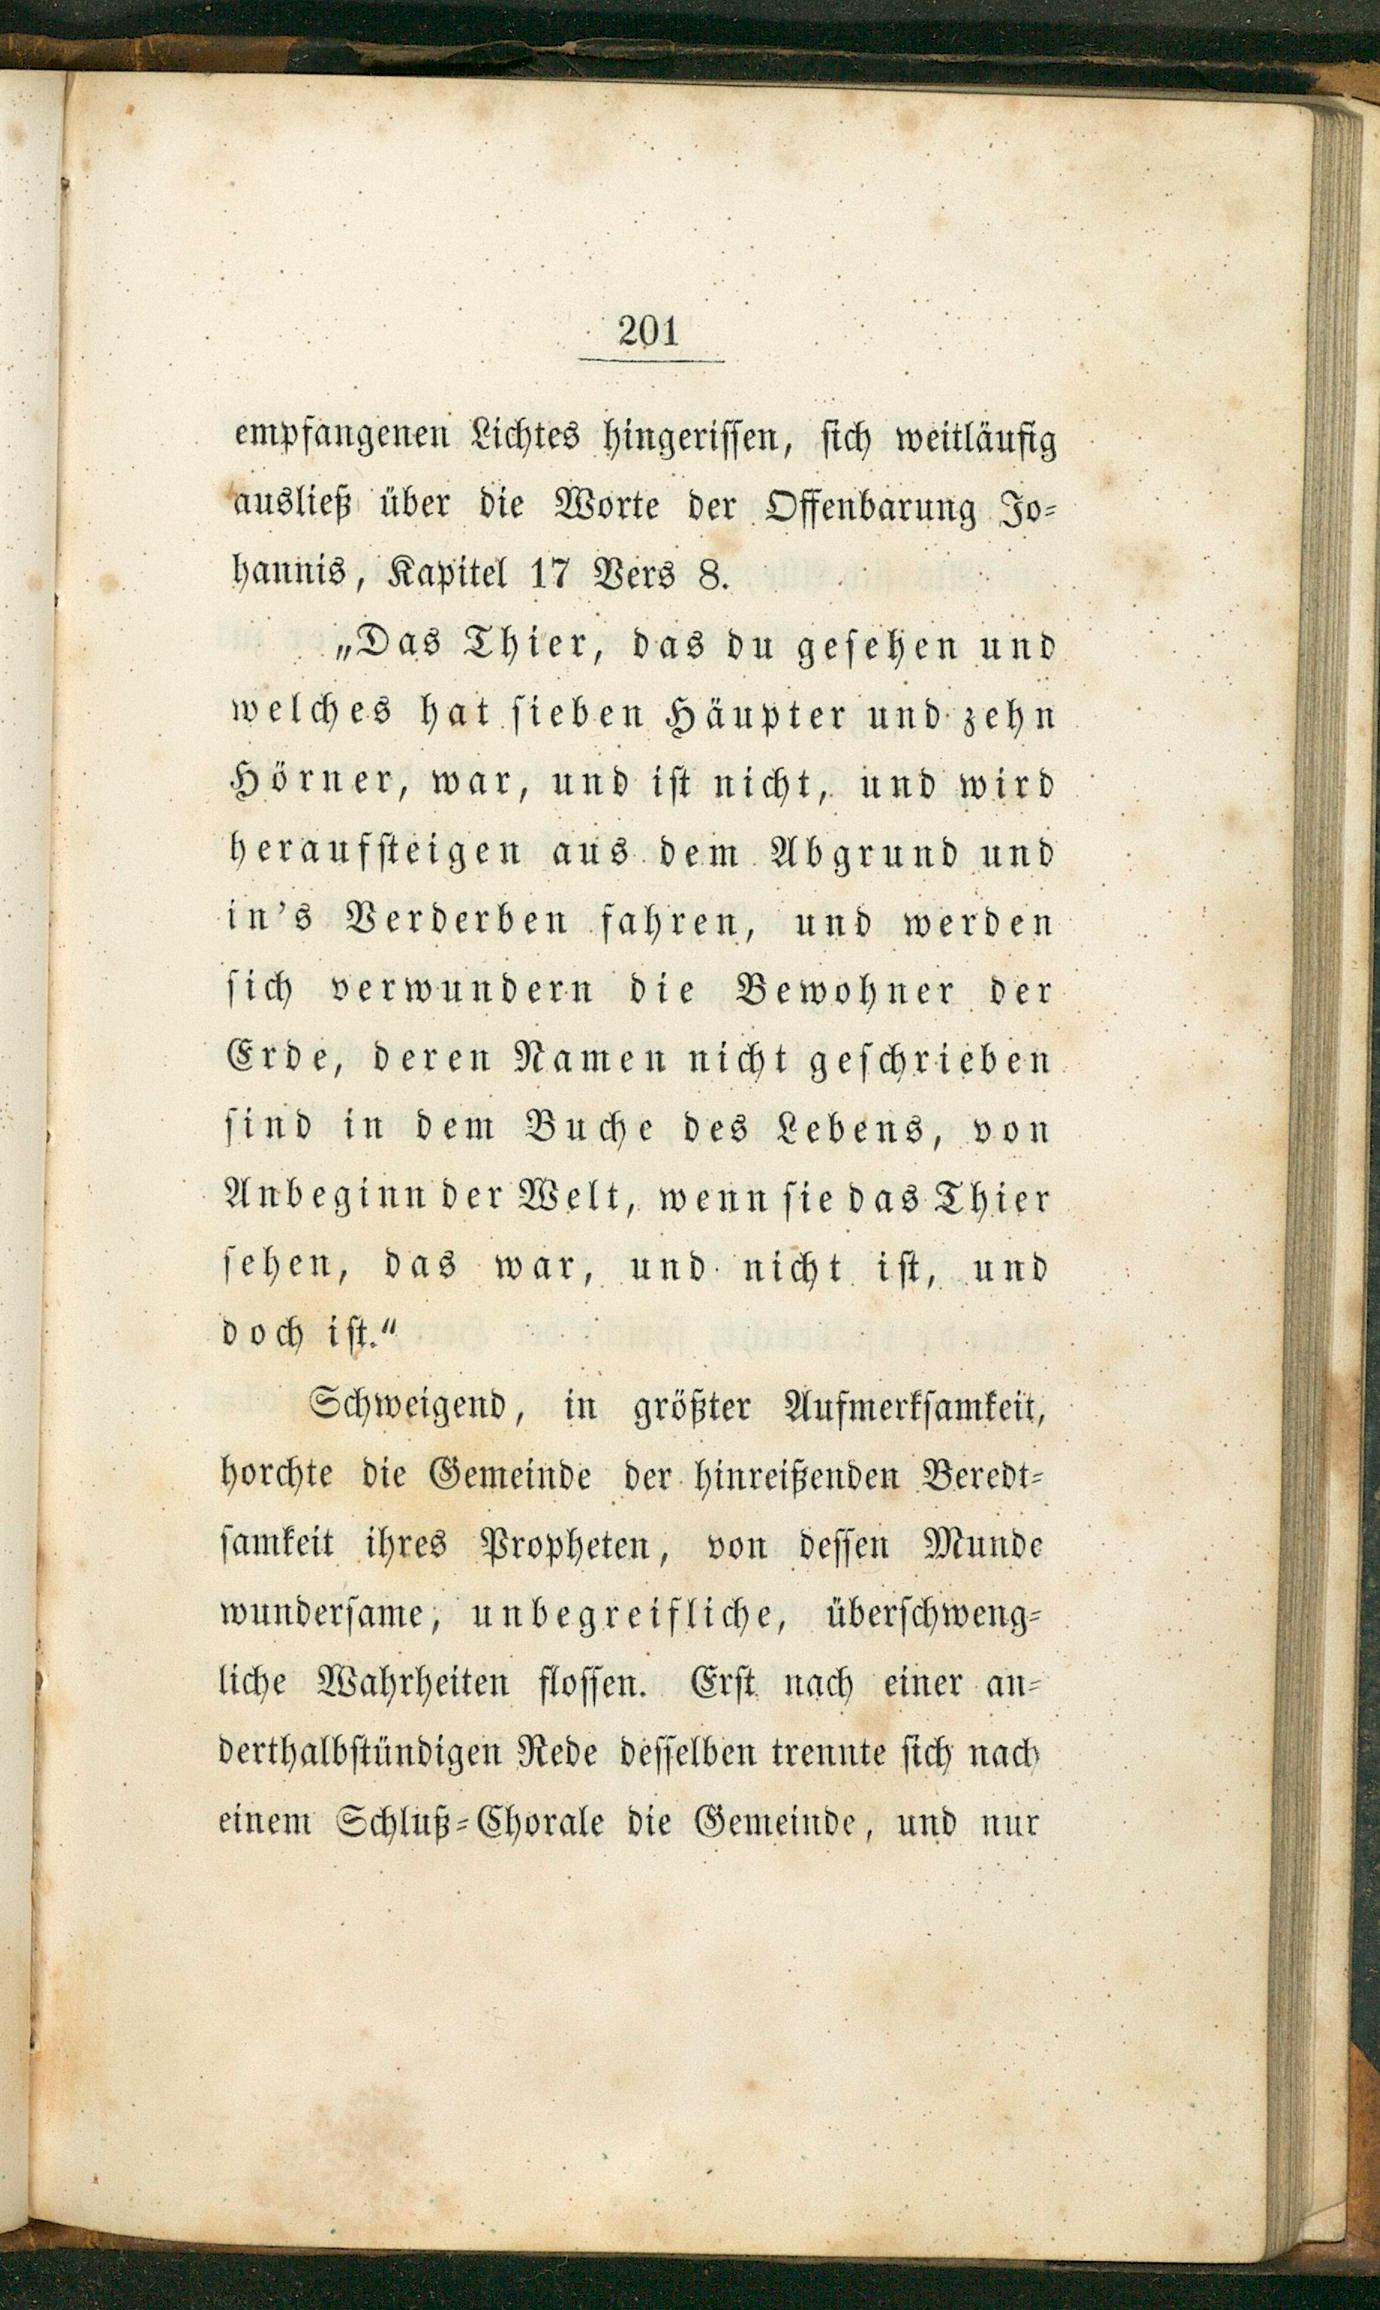 201
empfangenen Lichtes hingerissen, sich weitläufig
ausließ über die Worte der Offenbarung Jo-
hannis, Kapitel 17 Vers 8.
„Das Thier, das du gesehen und
welches hat sieben Häupter und zehn
Hörner, war, und ist nicht, und wird
heraufsteigen aus dem Abgrund und
in's Verderben fahren, und werden
sich verwundern die Bewohner der
Erde, deren Namen nicht geschrieben
sind in dem Buche des Lebens, von
Anbeginn der Welt, wenn sie das Thier
sehen, das war, und nicht ist, und
doch ist.“
Schweigend, in größter Aufmerksamkeit,
horchte die Gemeinde der hinreißenden Beredt-
samkeit ihres Propheten, von dessen Munde
wundersame, unbegreifliche, überschweng-
liche Wahrheiten flossen. Erst nach einer an-
derthalbstündigen Rede desselben trennte sich nach
einem Schluß-Chorale die Gemeinde, und nur